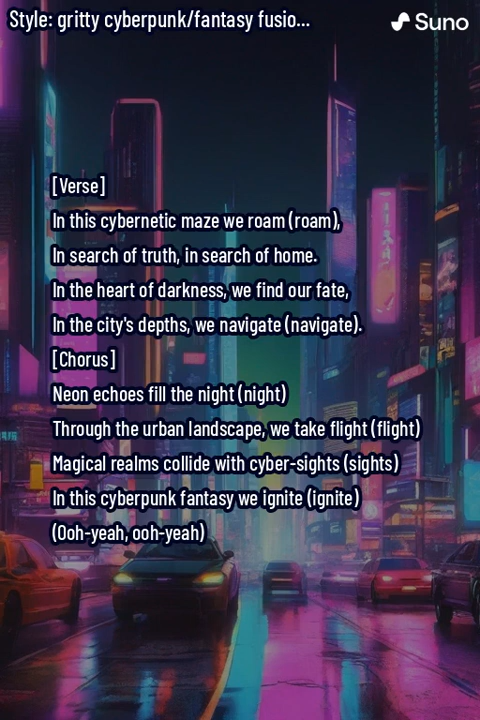 Style: gritty cyberpunk/fantasy fusio...
Suno
[Verse]
In this cybernetic maze we roam (roam),
In search of truth, in search of home.
In the heart of darkness, we find our fate,
In the city's depths, we navigate (navigate).
[Chorus]
Neon echoes fill the night (night)
Through the urban landscape, we take flight (flight)
Magical realms collide with cyber-sights (sights)
In this cyberpunk fantasy we ignite (ignite)
(Ooh-yeah, ooh-yeah)